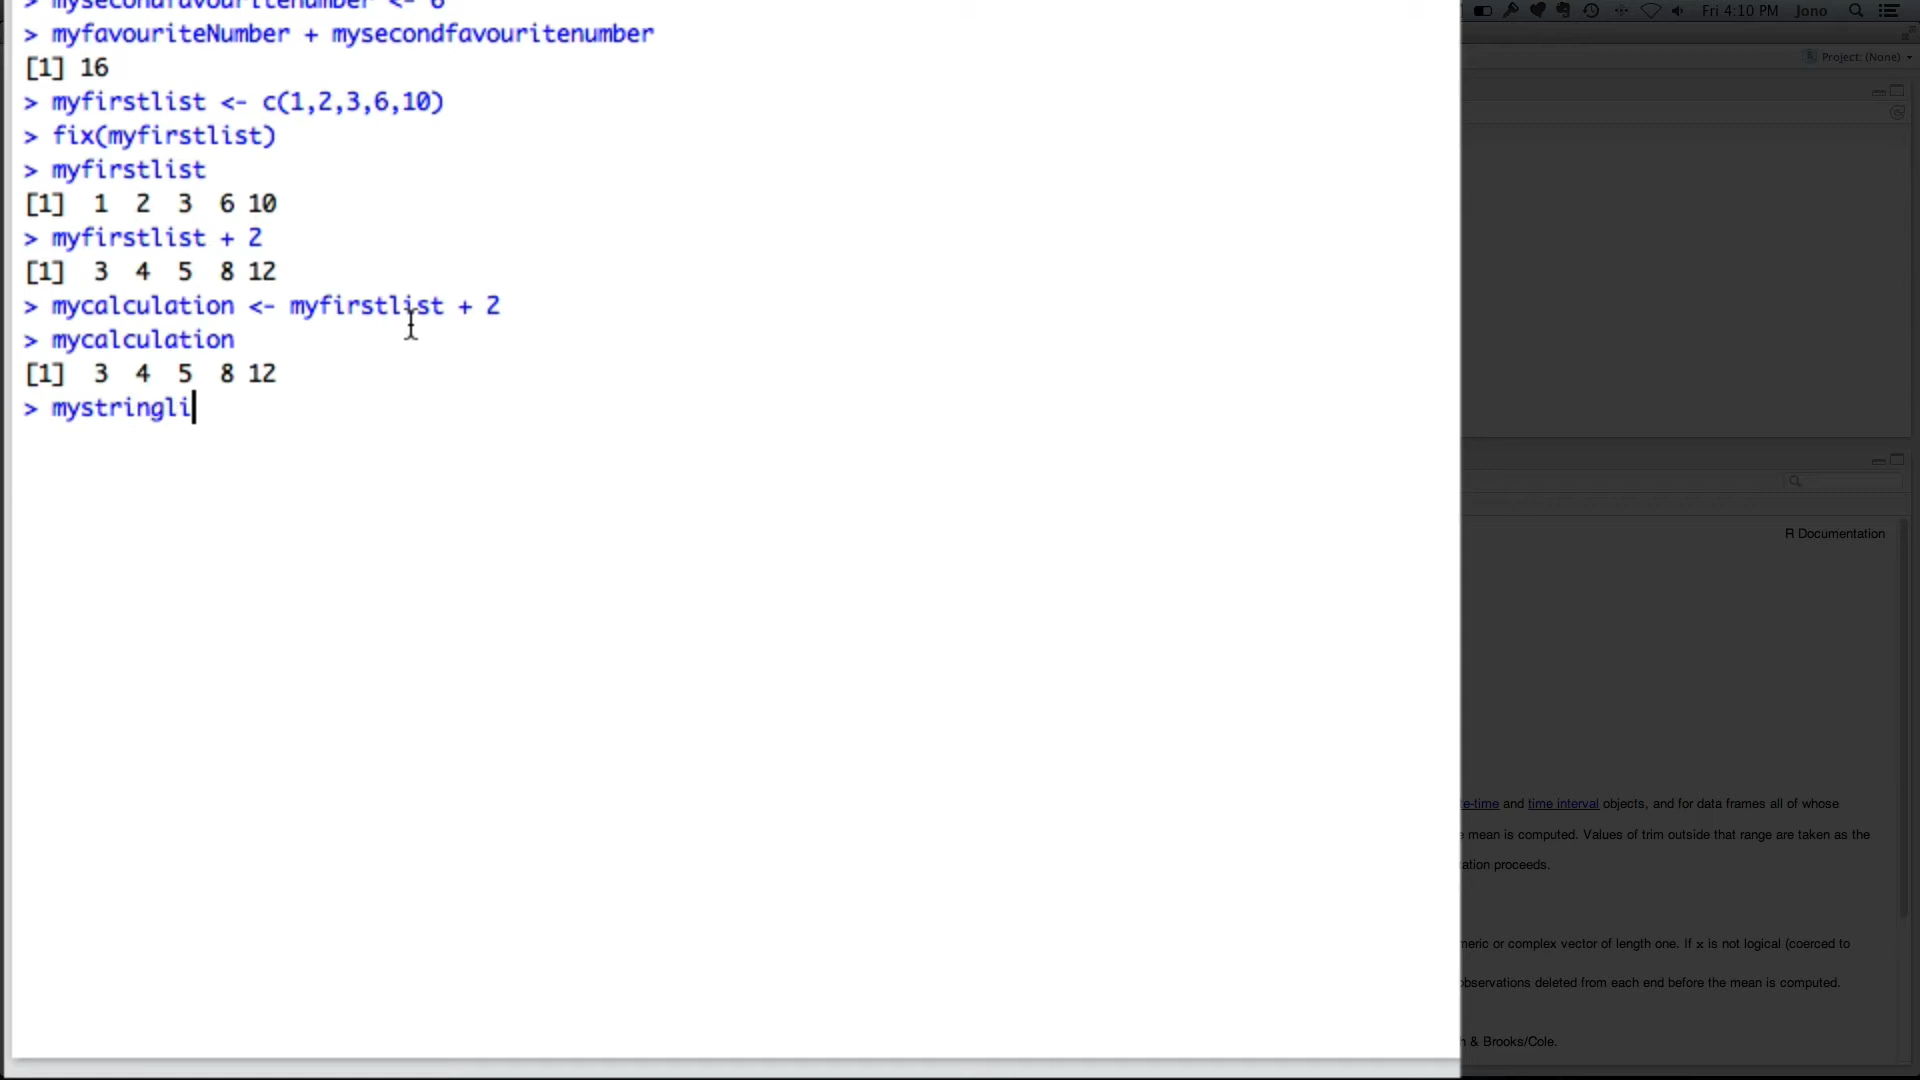 > mysecondfavouritenumber <- 6
> myfavouriteNumber + mysecondfavouritenumber
[1] 16
> myfirstlist <- c(1,2,3,6,10)
> fix(myfirstlist)
> myfirstlist
[1]  1  2  3  6 10
> myfirstlist + 2
[1]  3  4  5  8 12
> mycalculation <- myfirstlist + 2
> mycalculation
[1]  3  4  5  8 12
> mystringli
Fri 4:10 PM Jono
Project: (None)
R Documentation
e-time and time interval objects, and for data frames all of whose
mean is computed. Values of trim outside that range are taken as the
ation proceeds.
meric or complex vector of length one. If x is not logical (coerced to
observations deleted from each end before the mean is computed.
& Brooks/Cole.